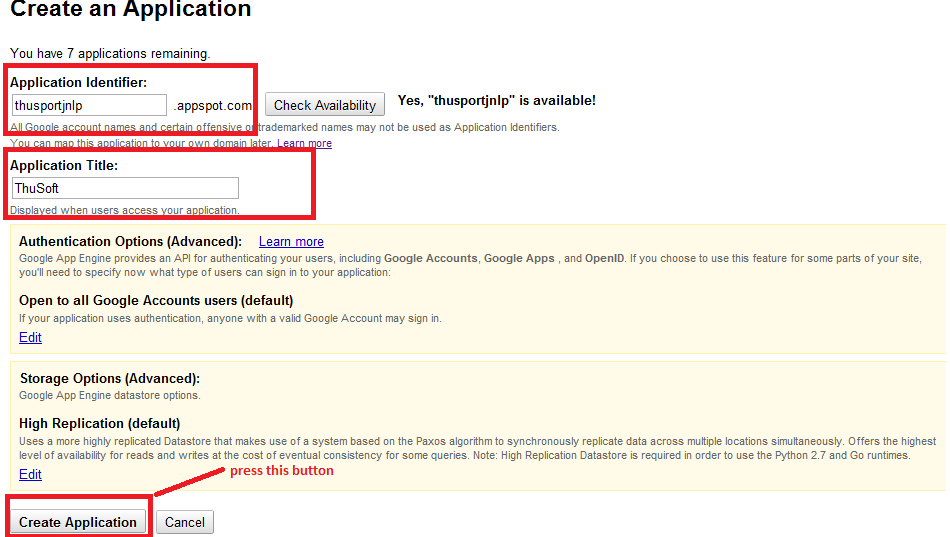 Create an Application
You have 7 applications remaining.
Application Identifier:
thusportjnlp .appspot.com Check Availability Yes, "thusportjnlp" is available!
All Google account names and certain offensive or trademarked names may not be used as Application Identifiers.
You can map this application to your own domain later. Learn more
Application Title:
ThuSoft
Displayed when users access your application.
Authentication Options (Advanced): Learn more
Google App Engine provides an API for authenticating your users, including Google Accounts, Google Apps , and OpenID. If you choose to use this feature for some parts of your site,
you'll need to specify now what type of users can sign in to your application:
Open to all Google Accounts users (default)
If your application uses authentication, anyone with a valid Google Account may sign in.
Edit
Storage Options (Advanced):
Google App Engine datastore options.
High Replication (default)
Uses a more highly replicated Datastore that makes use of a system based on the Paxos algorithm to synchronously replicate data across multiple locations simultaneously. Offers the highest
level of availability for reads and writes at the cost of eventual consistency for some queries. Note: High Replication Datastore is required in order to use the Python 2.7 and Go runtimes.
Edit
press this button
Create Application Cancel